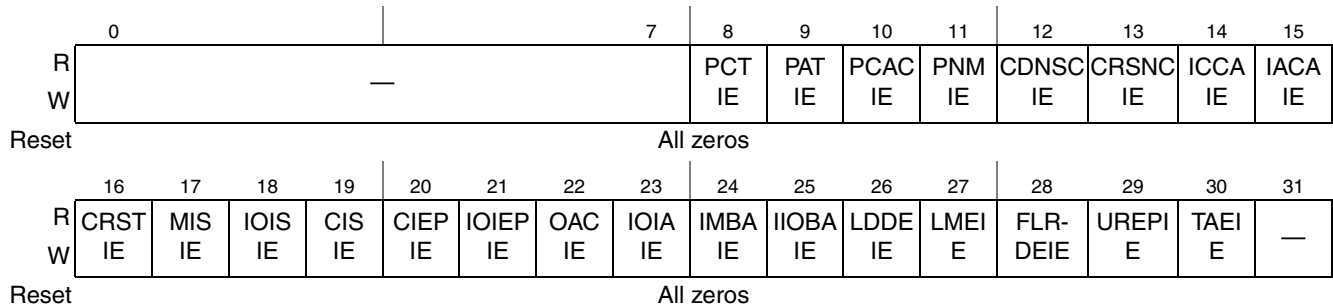 0 7 8 9 10 11 12 13 14 15
R PCT PAT PCAC PNM CDNSC CRSNC ICCA IACA
—
W IE IE IE IE IE IE IE IE
Reset All zeros
16 17 18 19 20 21 22 23 24 25 26 27 28 29 30 31
R CRST MIS IOIS CIS CIEP IOIEP OAC IOIA IMBA IIOBA LDDE LMEI FLR- UREPI TAEI —
W IE IE IE IE IE IE IE IE IE IE IE E DEIE E E
Reset All zeros